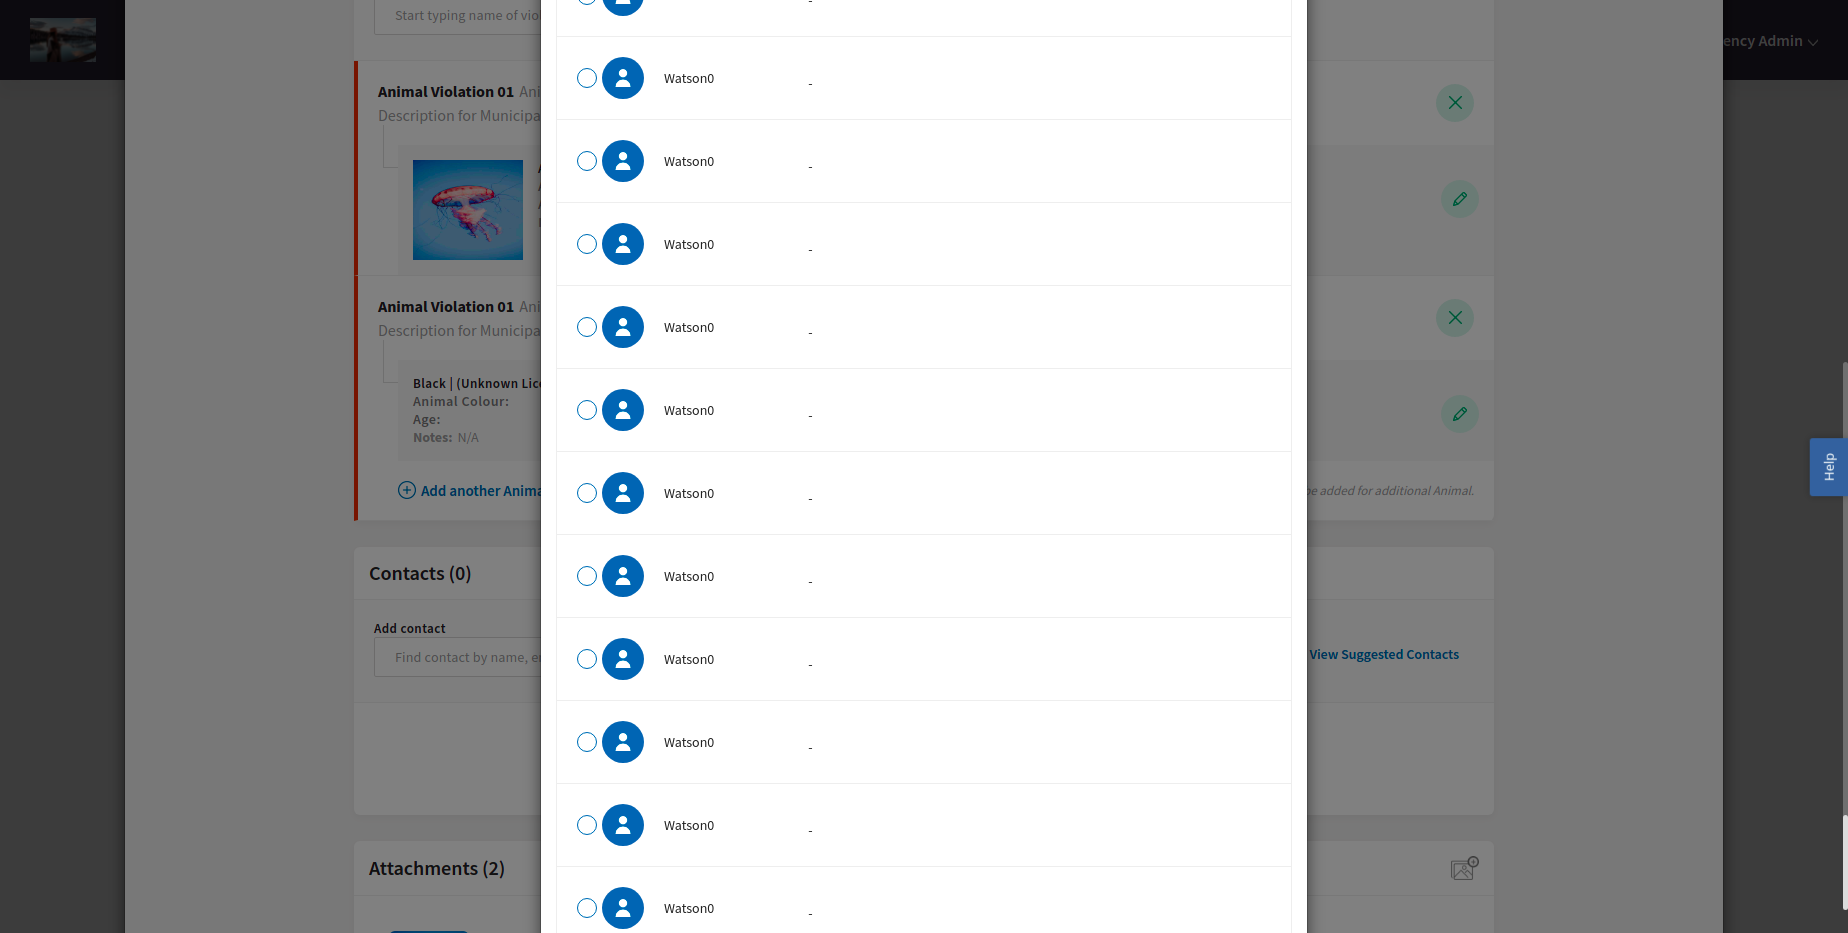 Start typing name of viol
ency Admin
Animal Violation 01 Ani
Description for Municipa
Animal Violation 01 Ani
Description for Municipa
Black | (Unknown Lice
Animal Colour:
Age:
Notes: N/A
Add another Anima
be added for additional Animal.
Contacts (0)
Add contact
Find contact by name, em
View Suggested Contacts
Attachments (2)
-
Watson0 -
Watson0 -
Watson0 -
Watson0 -
Watson0 -
Watson0 -
Watson0 -
Watson0 -
Watson0 -
Watson0 -
Watson0 -
Help